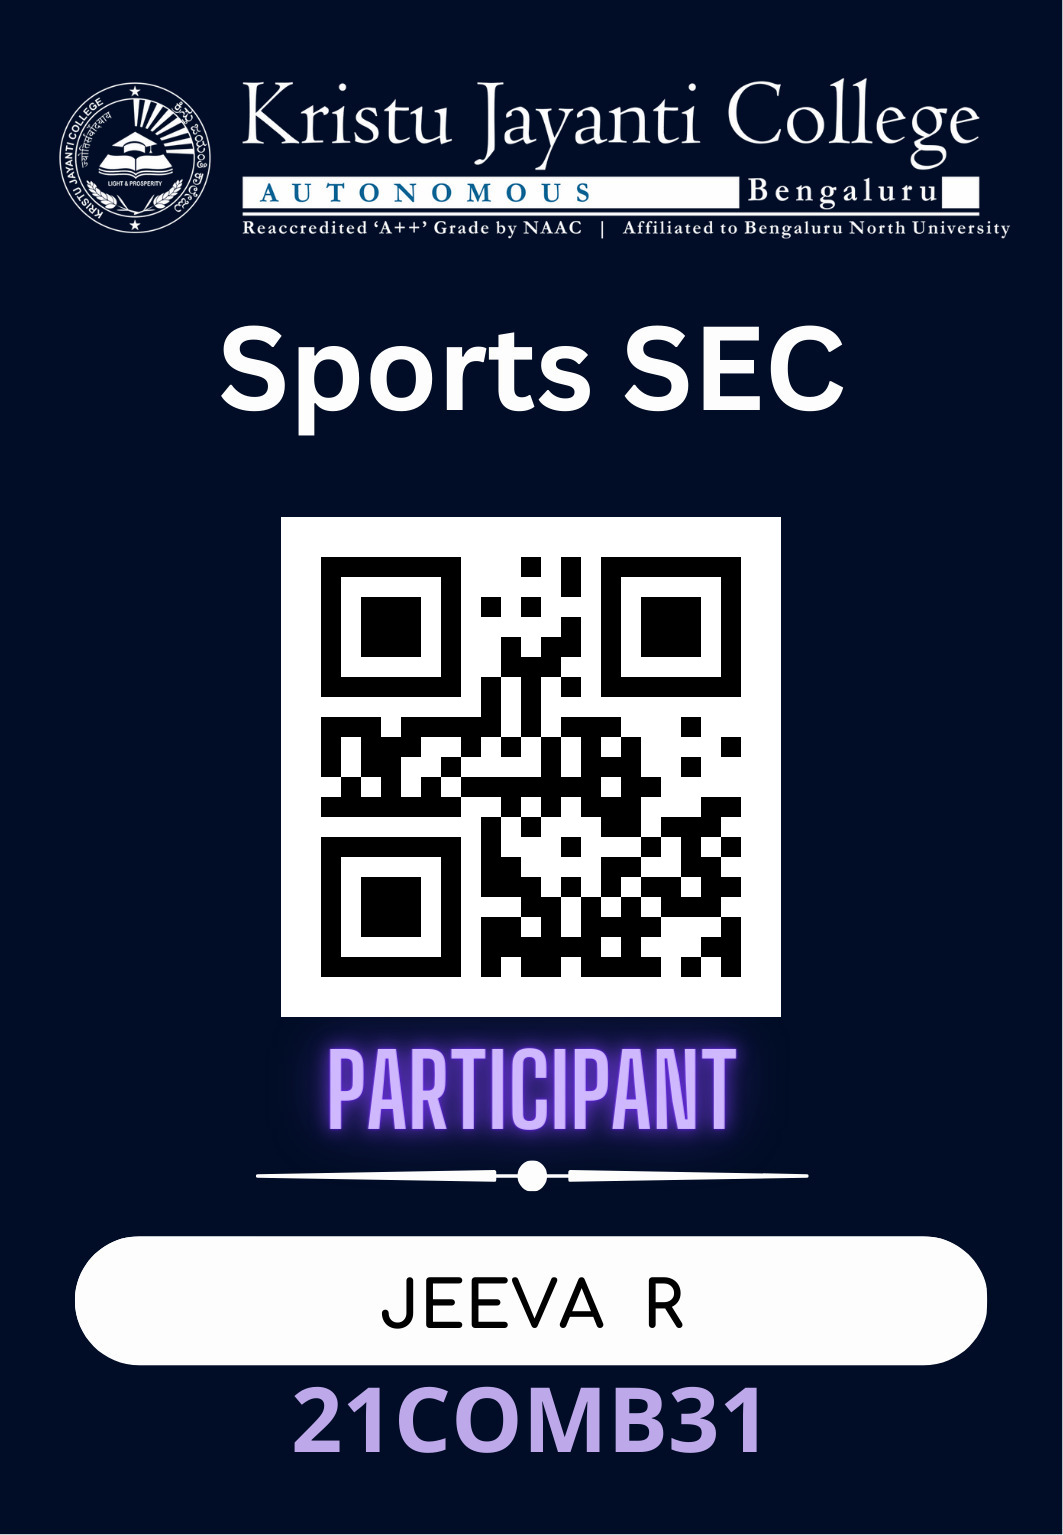 KRISTU JAYANTI COLLEGE
ज्योतिसंवादयाय
LIGHT & PROSPERITY
Kristu Jayanti College
AUTONOMOUS Bengaluru
Reaccredited ‘A++’ Grade by NAAC | Affiliated to Bengaluru North University
Sports SEC
PARTICIPANT
JEEVA R
21COMB31